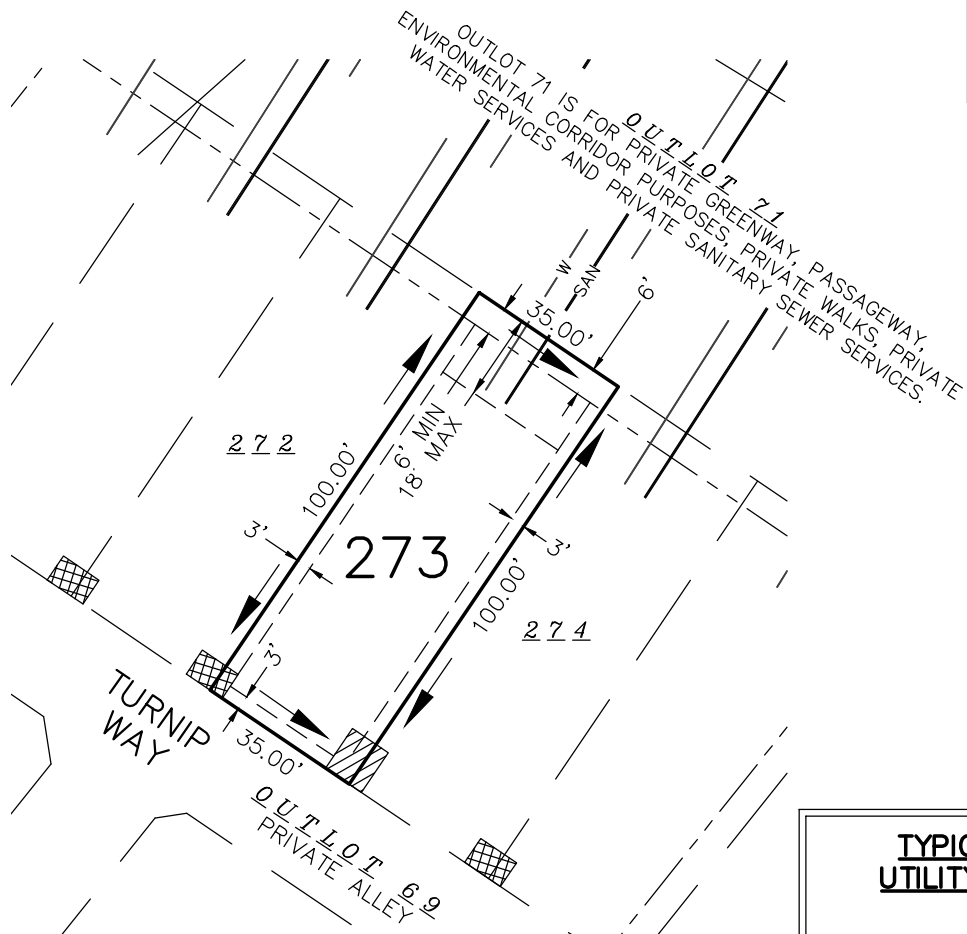 OUTLOT 71
OUTLOT 71 IS FOR PRIVATE GREENWAY, PASSAGEWAY,
ENVIRONMENTAL CORRIDOR PURPOSES, PRIVATE WALKS, PRIVATE
WATER SERVICES AND PRIVATE SANITARY SEWER SERVICES.
W
SAN
6'
35.00'
6' MIN
18' MAX
272
100.00'
3'
273
3'
100.00'
274
3'
TURNIP
WAY
35.00'
OUTLOT 69
PRIVATE ALLEY
UTILITY